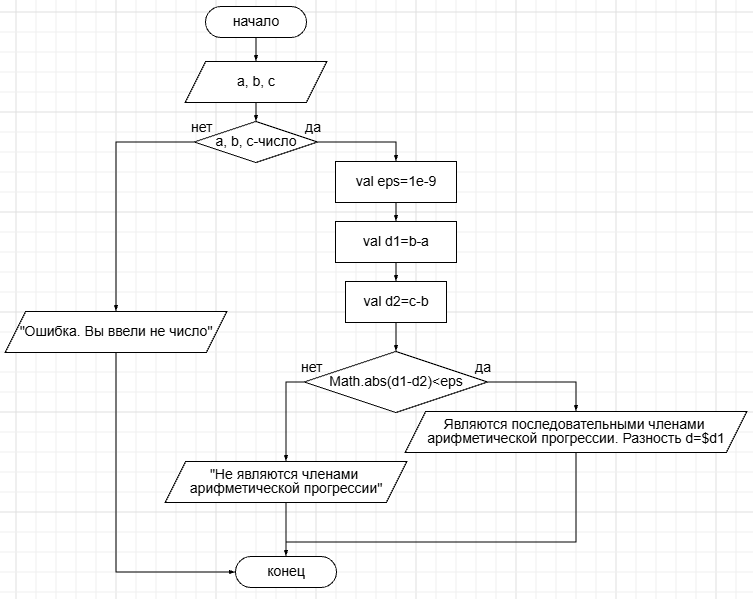 начало
a, b, c
нет
да
a, b, c-число
val eps=1e-9
val d1=b-a
val d2=c-b
"Ошибка. Вы ввели не число"
нет
да
Math.abs(d1-d2)<eps
Являются последовательными членами
арифметической прогрессии. Разность d=$d1
"Не являются членами
арифметической прогрессии"
конец